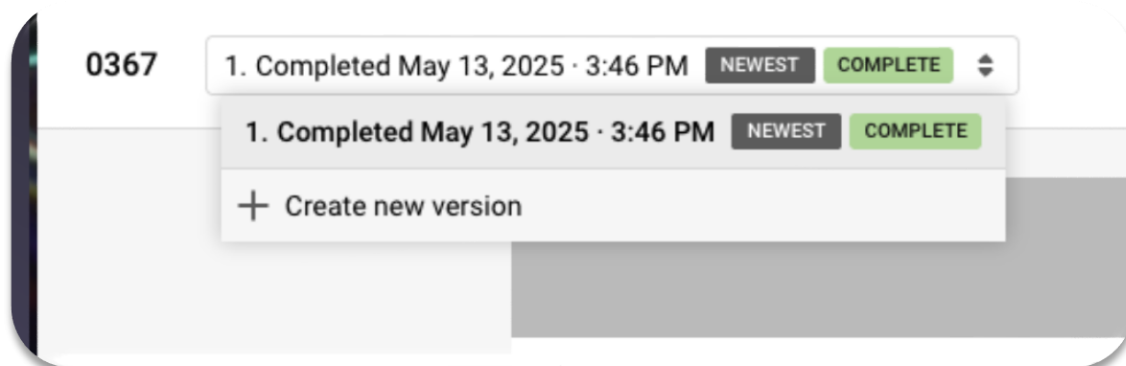 0367 1. Completed May 13, 2025 · 3:46 PM NEWEST COMPLETE
1. Completed May 13, 2025 · 3:46 PM NEWEST COMPLETE
Create new version